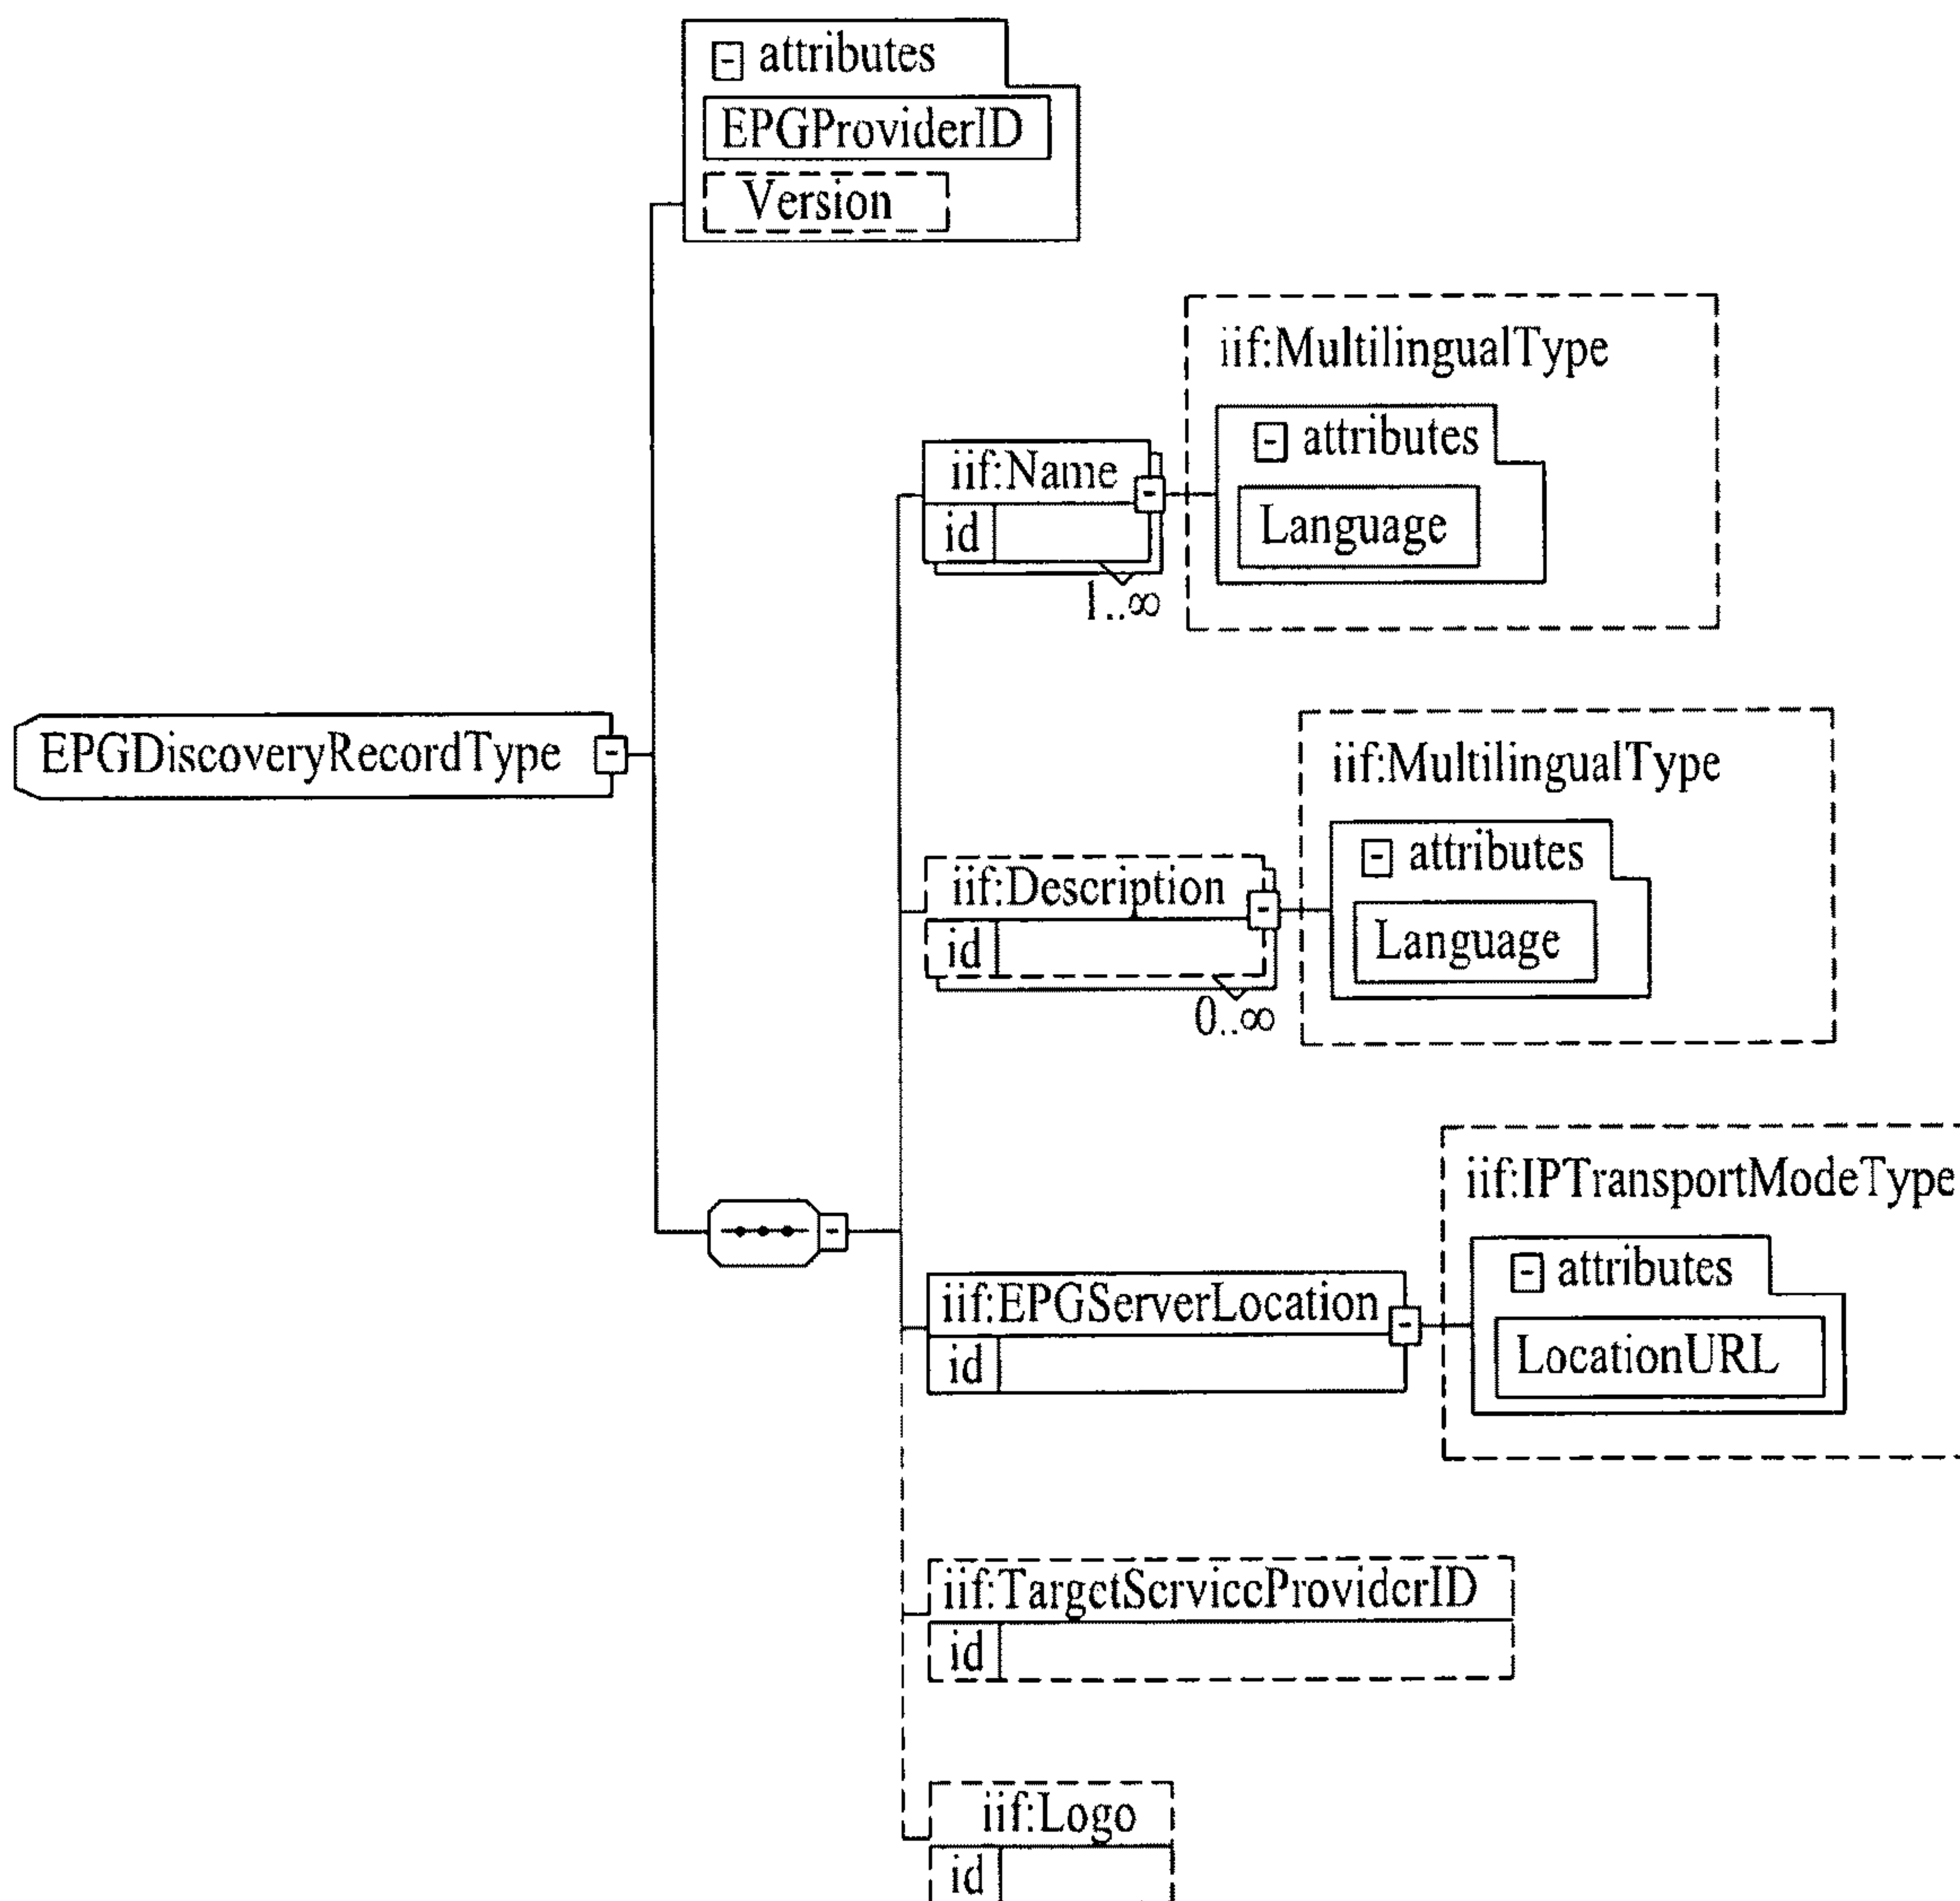 attributes
EPGProviderID
Version
iif:MultilingualType
attributes
iif:Name
Language
id
1..∞
EPGDiscoveryRecordType
iif:MultilingualType
attributes
iif:Description
Language
id
0..∞
iif:IPTransportModeType
attributes
iif:EPGServerLocation
LocationURL
id
iif:TargetServiceProviderID
id
iif:Logo
id